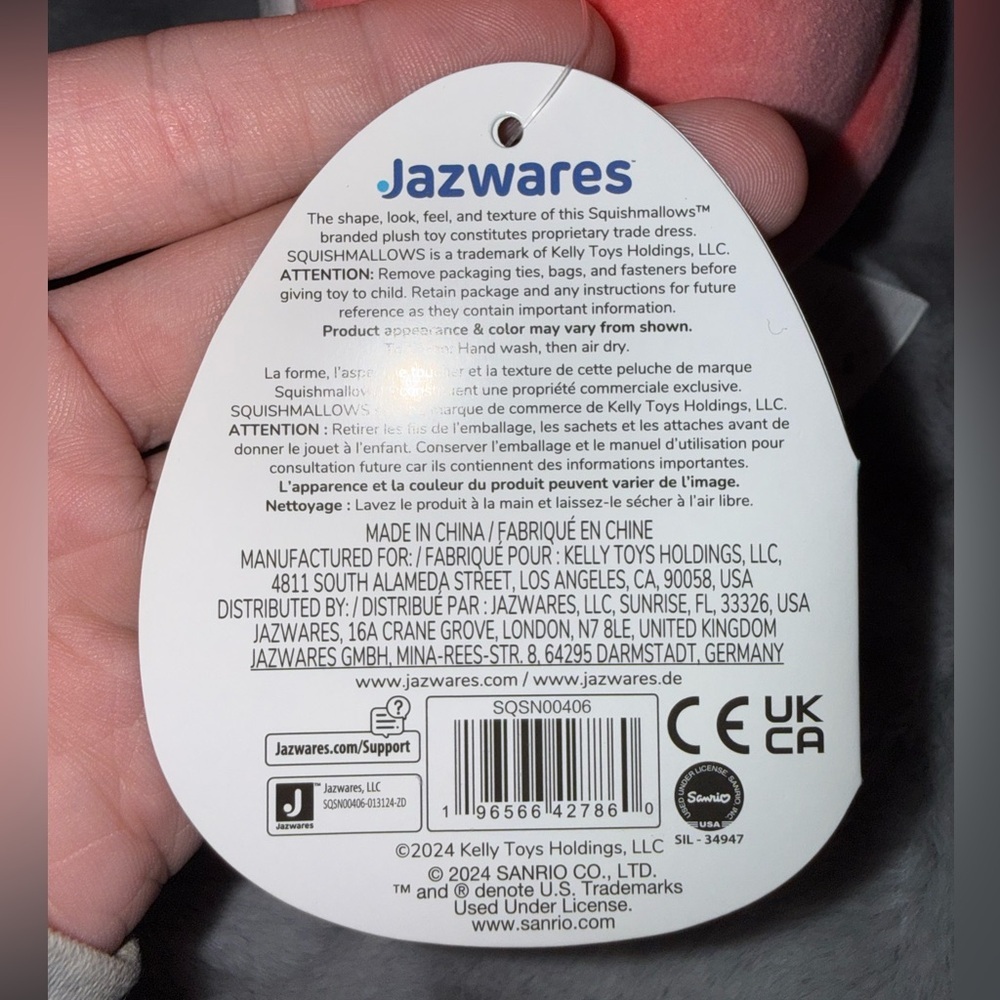 Jazwares™
The shape, look, feel, and texture of this Squishmallows™
branded plush toy constitutes proprietary trade dress.
SQUISHMALLOWS is a trademark of Kelly Toys Holdings, LLC.
ATTENTION: Remove packaging ties, bags, and fasteners before
giving toy to child. Retain package and any instructions for future
reference as they contain important information.
Product appearance & color may vary from shown.
Hand wash, then air dry.
La forme, l'aspe le toucher et la texture de cette peluche de marque
Squishmallow uent une propriété commerciale exclusive.
SQUISHMALLOWS marque de commerce de Kelly Toys Holdings, LLC.
ATTENTION : Retirer les fils de l'emballage, les sachets et les attaches avant de
donner le jouet à l'enfant. Conserver l'emballage et le manuel d'utilisation pour
consultation future car ils contiennent des informations importantes.
L'apparence et la couleur du produit peuvent varier de l'image.
Nettoyage : Lavez le produit à la main et laissez-le sécher à l'air libre.
MADE IN CHINA / FABRIQUÉ EN CHINE
MANUFACTURED FOR: / FABRIQUÉ POUR : KELLY TOYS HOLDINGS, LLC,
4811 SOUTH ALAMEDA STREET, LOS ANGELES, CA, 90058, USA
DISTRIBUTED BY: / DISTRIBUÉ PAR : JAZWARES, LLC, SUNRISE, FL, 33326, USA
JAZWARES, 16A CRANE GROVE, LONDON, N7 8LE, UNITED KINGDOM
JAZWARES GMBH, MINA-REES-STR. 8, 64295 DARMSTADT, GERMANY
www.jazwares.com / www.jazwares.de
?
Jazwares.com/Support
J™
Jazwares
Jazwares, LLC
SQSN00406-013124-ZD
SQSN00406
1 96566 42786 0
CE
UK
CA
USED UNDER LICENSE, SANRIO, INC.
Sanrio
USA
SIL - 34947
©2024 Kelly Toys Holdings, LLC
© 2024 SANRIO CO., LTD.
™ and ® denote U.S. Trademarks
Used Under License.
www.sanrio.com